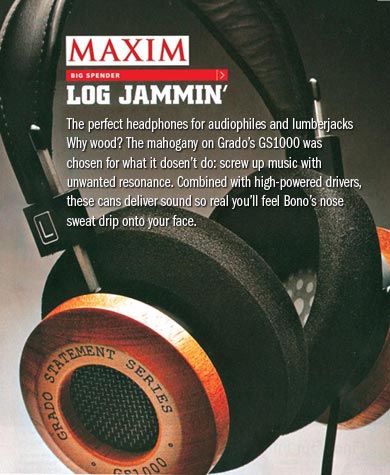 MAXIM
BIG SPENDER
LOG JAMMIN'
The perfect headphones for audiophiles and lumberjacks
Why wood? The mahogany on Grado's GS1000 was
chosen for what it dosen't do: screw up music with
unwanted resonance. Combined with high-powered drivers,
these cans deliver sound so real you'll feel Bono's nose
sweat drip onto your face.
L
GRADO STATEMENT SERIES
• GS1000 •